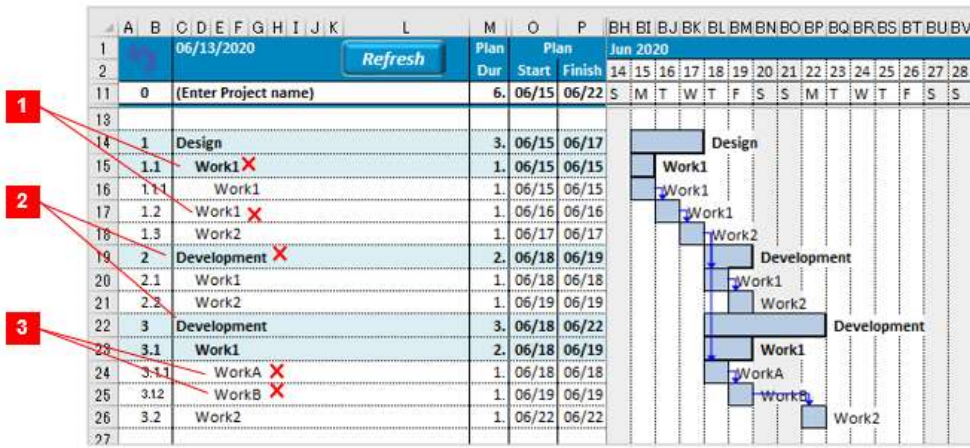 A B C D E F G H I J K L M O P BH BI BJ BK BL BM BN BO BP BQ BR BS BT BU BV
1 06/13/2020 Refresh Plan Plan Jun 2020
2 Dur Start Finish 14 15 16 17 18 19 20 21 22 23 24 25 26 27 28
11 0 (Enter Project name) 6. 06/15 06/22 S M T W T F S S M T W T F S S
1
13
14 1 Design 3. 06/15 06/17 Design
15 1.1 Work1 1. 06/15 06/15 Work1
16 1.1.1 Work1 1. 06/15 06/15 Work1
2
17 1.2 Work1 1. 06/16 06/16 Work1
18 1.3 Work2 1. 06/17 06/17 Work2
19 2 Development 2. 06/18 06/19 Development
20 2.1 Work1 1. 06/18 06/18 Work1
21 2.2 Work2 1. 06/19 06/19 Work2
22 3 Development 3. 06/18 06/22 Development
3
23 3.1 Work1 2. 06/18 06/19 Work1
24 3.1.1 WorkA 1. 06/18 06/18 WorkA
25 3.1.2 WorkB 1. 06/19 06/19 WorkB
26 3.2 Work2 1. 06/22 06/22 Work2
27